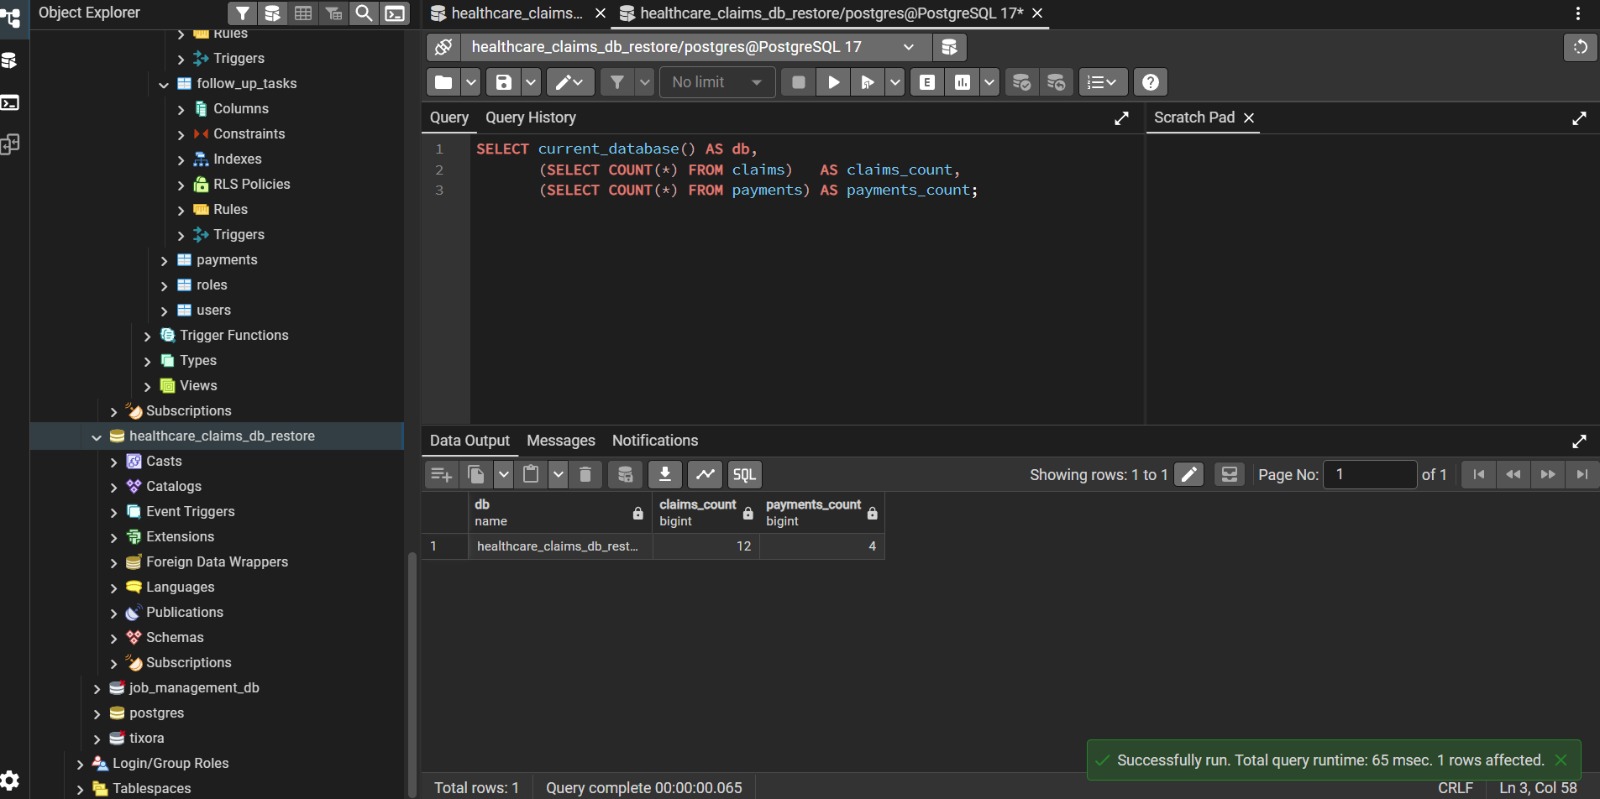 Object Explorer
Rules
Triggers
follow_up_tasks
Columns
Constraints
Indexes
RLS Policies
Rules
Triggers
payments
roles
users
Trigger Functions
Types
Views
Subscriptions
healthcare_claims_db_restore
Casts
Catalogs
Event Triggers
Extensions
Foreign Data Wrappers
Languages
Publications
Schemas
Subscriptions
job_management_db
postgres
tixora
Login/Group Roles
Tablespaces
healthcare_claims...
healthcare_claims_db_restore/postgres@PostgreSQL 17*
healthcare_claims_db_restore/postgres@PostgreSQL 17
No limit
E
Query Query History
Scratch Pad
1 SELECT current_database() AS db,
2 (SELECT COUNT(*) FROM claims) AS claims_count,
3 (SELECT COUNT(*) FROM payments) AS payments_count;
Data Output Messages Notifications
SQL
Showing rows: 1 to 1
Page No: 1 of 1
db claims_count payments_count
name bigint bigint
1 healthcare_claims_db_rest... 12 4
Successfully run. Total query runtime: 65 msec. 1 rows affected.
Total rows: 1 Query complete 00:00:00.065 CRLF Ln 3, Col 58